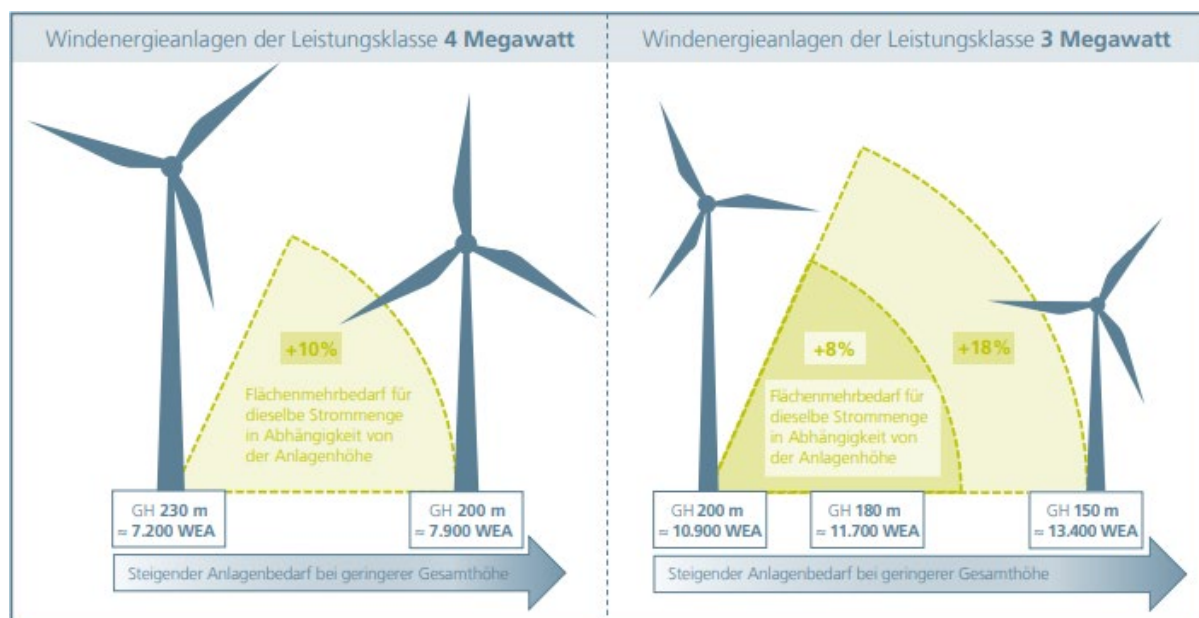 Windenergieanlagen der Leistungsklasse 4 Megawatt
+10%
Flächenmehrbedarf für
dieselbe Strommenge
in Abhängigkeit von
der Anlagenhöhe
GH 230 m
≈ 7.200 WEA
GH 200 m
≈ 7.900 WEA
Steigender Anlagenbedarf bei geringerer Gesamthöhe
Windenergieanlagen der Leistungsklasse 3 Megawatt
+8%
+18%
Flächenmehrbedarf für
dieselbe Strommenge
in Abhängigkeit von
der Anlagenhöhe
GH 200 m
≈ 10.900 WEA
GH 180 m
≈ 11.700 WEA
GH 150 m
≈ 13.400 WEA
Steigender Anlagenbedarf bei geringerer Gesamthöhe